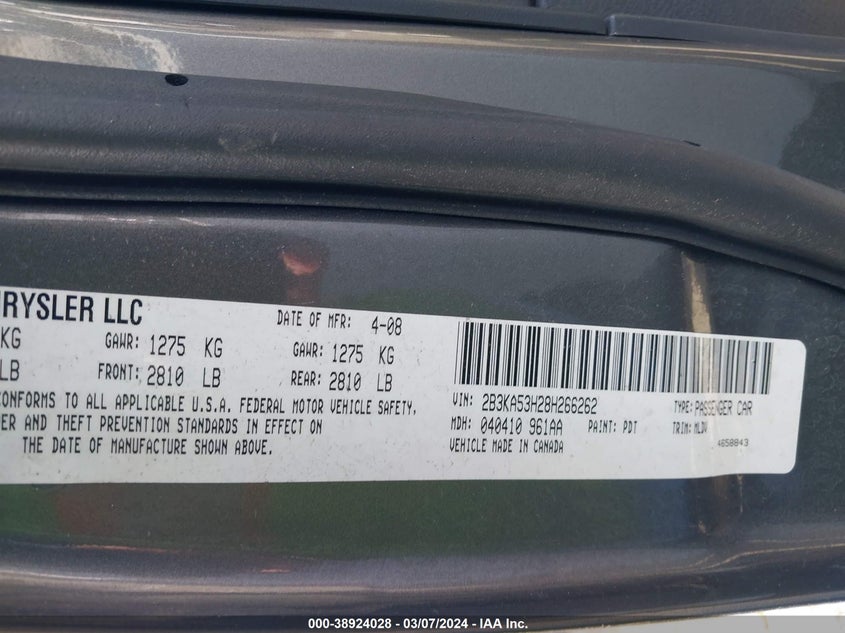 RYSLER LLC
DATE OF MFR: 4-08
KG GAWR: 1275 KG GAWR: 1275 KG
LB FRONT: 2810 LB REAR: 2810 LB
CONFORMS TO ALL APPLICABLE U.S.A. FEDERAL MOTOR VEHICLE SAFETY,
ER AND THEFT PREVENTION STANDARDS IN EFFECT ON
THE DATE OF MANUFACTURE SHOWN ABOVE.
VIN: 2B3KA53H28H266262 TYPE: PASSENGER CAR
MDH: 040410 961AA PAINT: PDT TRIM: MLDV
VEHICLE MADE IN CANADA 4658843
000-38924028 - 03/07/2024 - IAA Inc.